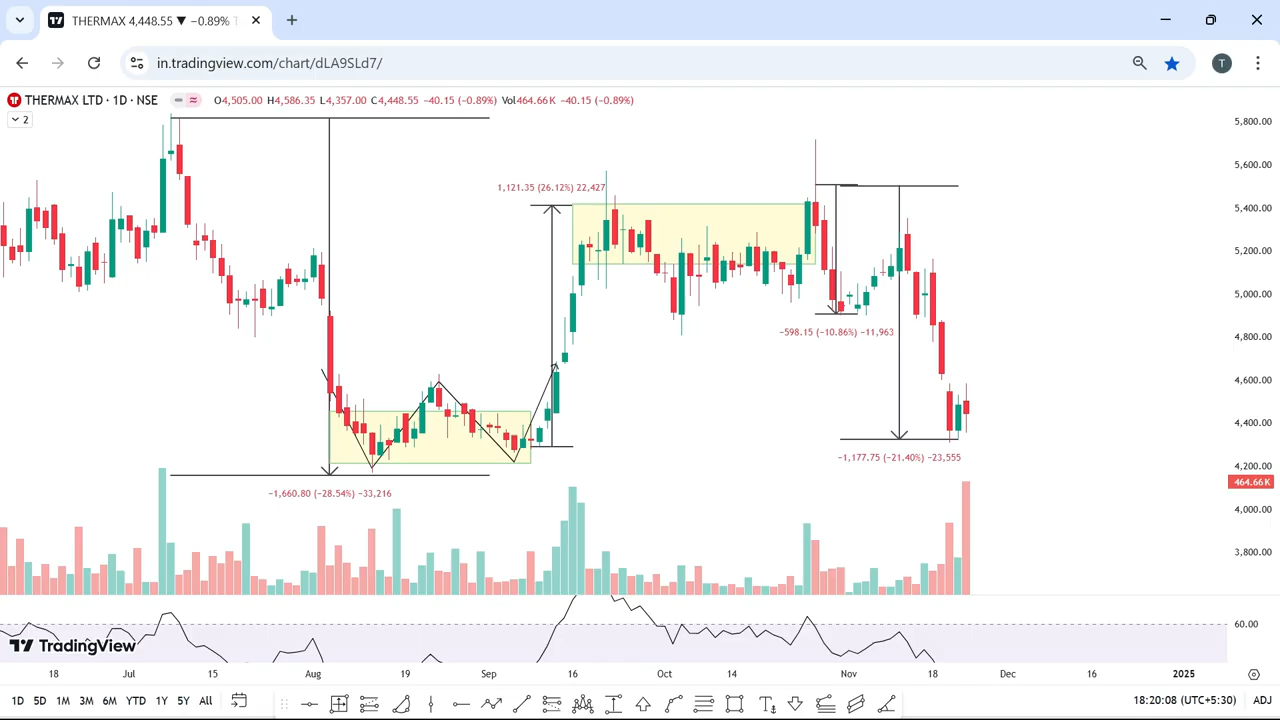 THERMAX 4,448.55 ▼ −0.89%
in.tradingview.com/chart/dLA9SLd7/
T
THERMAX LTD · 1D · NSE O4,505.00 H4,586.35 L4,357.00 C4,448.55 −40.15 (−0.89%) Vol464.66K −40.15 (−0.89%)
2
5,800.00
5,600.00
5,400.00
5,200.00
5,000.00
4,800.00
4,600.00
4,400.00
4,200.00
464.66K
4,000.00
3,800.00
60.00
1,121.35 (26.12%) 22,427
−598.15 (−10.86%) −11,963
−1,177.75 (−21.40%) −23,555
−1,660.80 (−28.54%) −33,216
TradingView
18 Jul 15 Aug 19 Sep 16 Oct 14 Nov 18 Dec 16 2025
1D 5D 1M 3M 6M YTD 1Y 5Y All 18:20:08 (UTC+5:30) ADJ